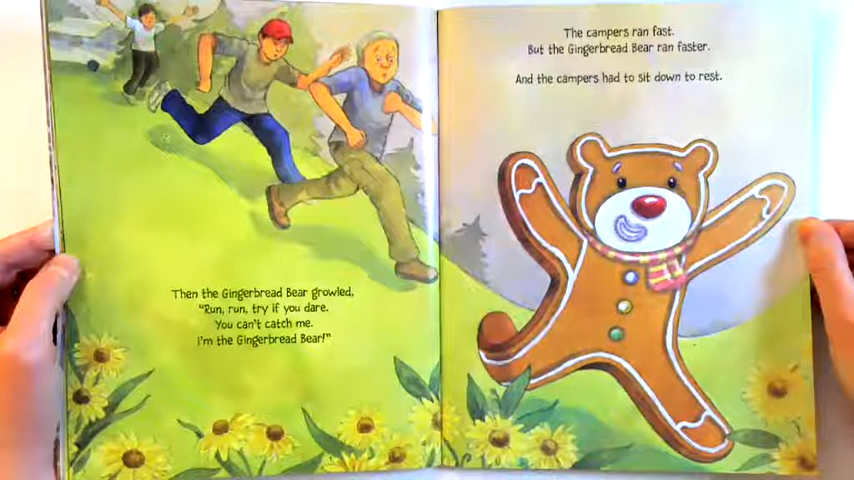 Then the Gingerbread Bear growled,
"Run, run, try if you dare.
You can't catch me.
I'm the Gingerbread Bear!"
The campers ran fast.
But the Gingerbread Bear ran faster.
And the campers had to sit down to rest.